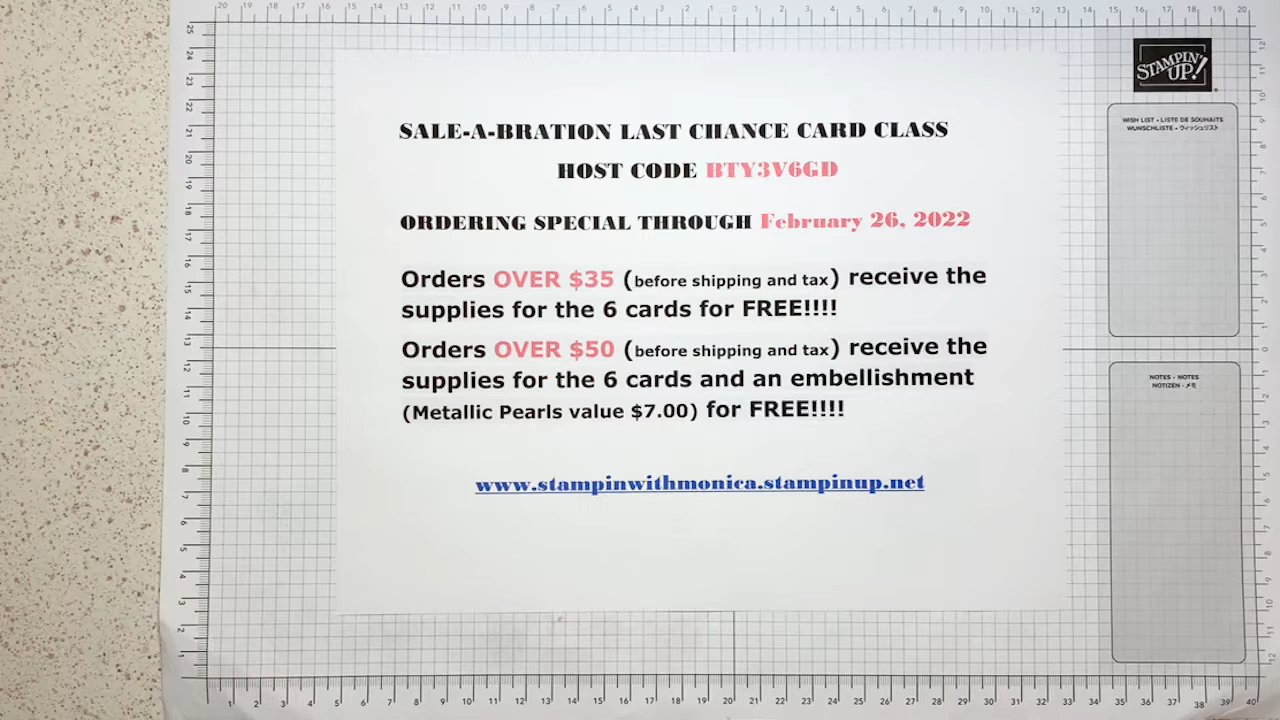 STAMPIN' UP!
SALE-A-BRATION LAST CHANCE CARD CLASS
HOST CODE BTY3V6GD
ORDERING SPECIAL THROUGH February 26, 2022
Orders OVER $35 (before shipping and tax) receive the
supplies for the 6 cards for FREE!!!!
Orders OVER $50 (before shipping and tax) receive the
supplies for the 6 cards and an embellishment
(Metallic Pearls value $7.00) for FREE!!!!
www.stampinwithmonica.stampinup.net
WISH LIST • LISTE DE SOUHAITS
WUNSCHLISTE • ウィッシュリスト
NOTES • NOTES
NOTIZEN • メモ